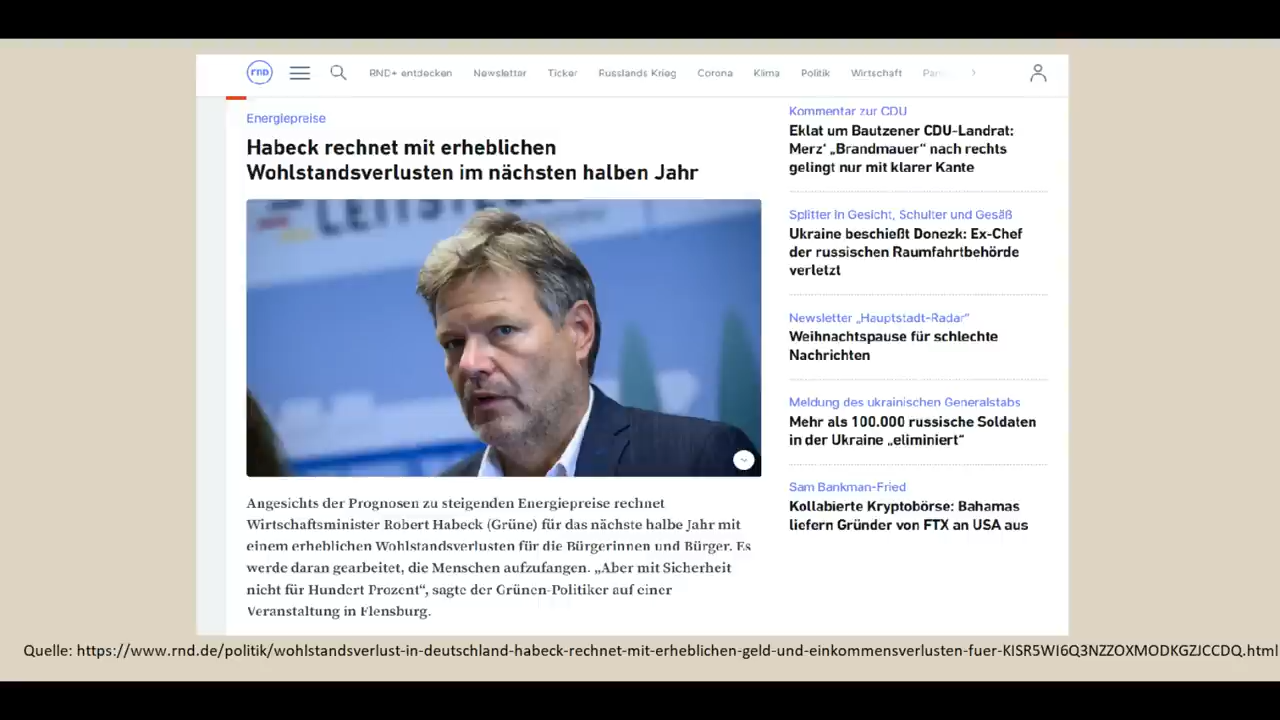 rnd
RND+ entdecken Newsletter Ticker Russlands Krieg Corona Klima Politik Wirtschaft
Energiepreise
Habeck rechnet mit erheblichen
Wohlstandsverlusten im nächsten halben Jahr
Angesichts der Prognosen zu steigenden Energiepreise rechnet
Wirtschaftsminister Robert Habeck (Grüne) für das nächste halbe Jahr mit
einem erheblichen Wohlstandsverlusten für die Bürgerinnen und Bürger. Es
werde daran gearbeitet, die Menschen aufzufangen. „Aber mit Sicherheit
nicht für Hundert Prozent“, sagte der Grünen-Politiker auf einer
Veranstaltung in Flensburg.
Kommentar zur CDU
Eklat um Bautzener CDU-Landrat:
Merz’ „Brandmauer“ nach rechts
gelingt nur mit klarer Kante
Splitter in Gesicht, Schulter und Gesäß
Ukraine beschießt Donezk: Ex-Chef
der russischen Raumfahrtbehörde
verletzt
Newsletter „Hauptstadt-Radar“
Weihnachtspause für schlechte
Nachrichten
Meldung des ukrainischen Generalstabs
Mehr als 100.000 russische Soldaten
in der Ukraine „eliminiert“
Sam Bankman-Fried
Kollabierte Kryptobörse: Bahamas
liefern Gründer von FTX an USA aus
Quelle: https://www.rnd.de/politik/wohlstandsverlust-in-deutschland-habeck-rechnet-mit-erheblichen-geld-und-einkommensverlusten-fuer-KISR5WI6Q3NZZOXMODKGZJCCDQ.html